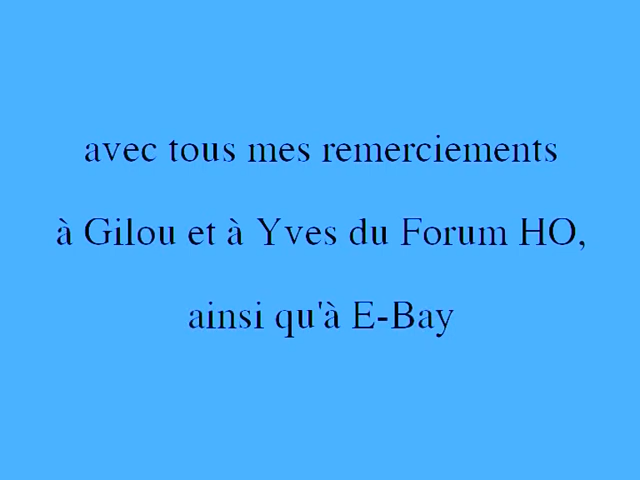 avec tous mes remerciements
à Gilou et à Yves du Forum HO,
ainsi qu'à E-Bay